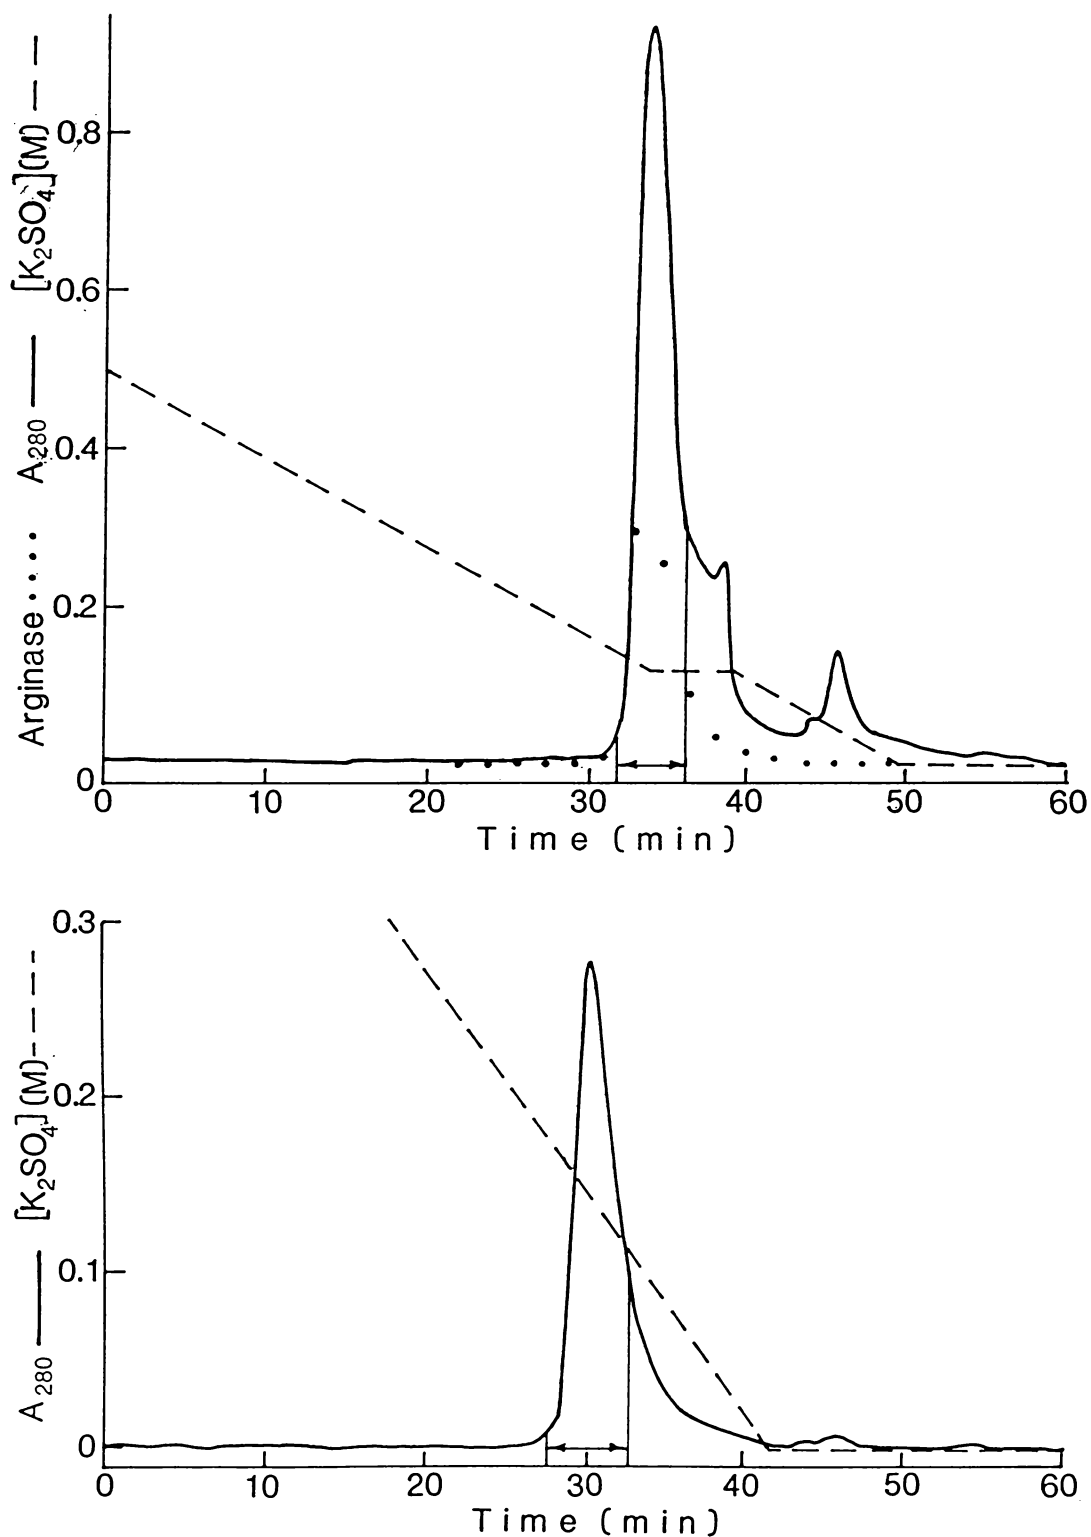 Arginase ..... A280 —— [K2SO4](M) — — —
0.8
0.6
0.4
0.2
0
0 10 20 30 40 50 60
Time (min)
A280 —— [K2SO4](M) - — — -
0.3
0.2
0.1
0
0 10 20 30 40 50 60
Time (min)